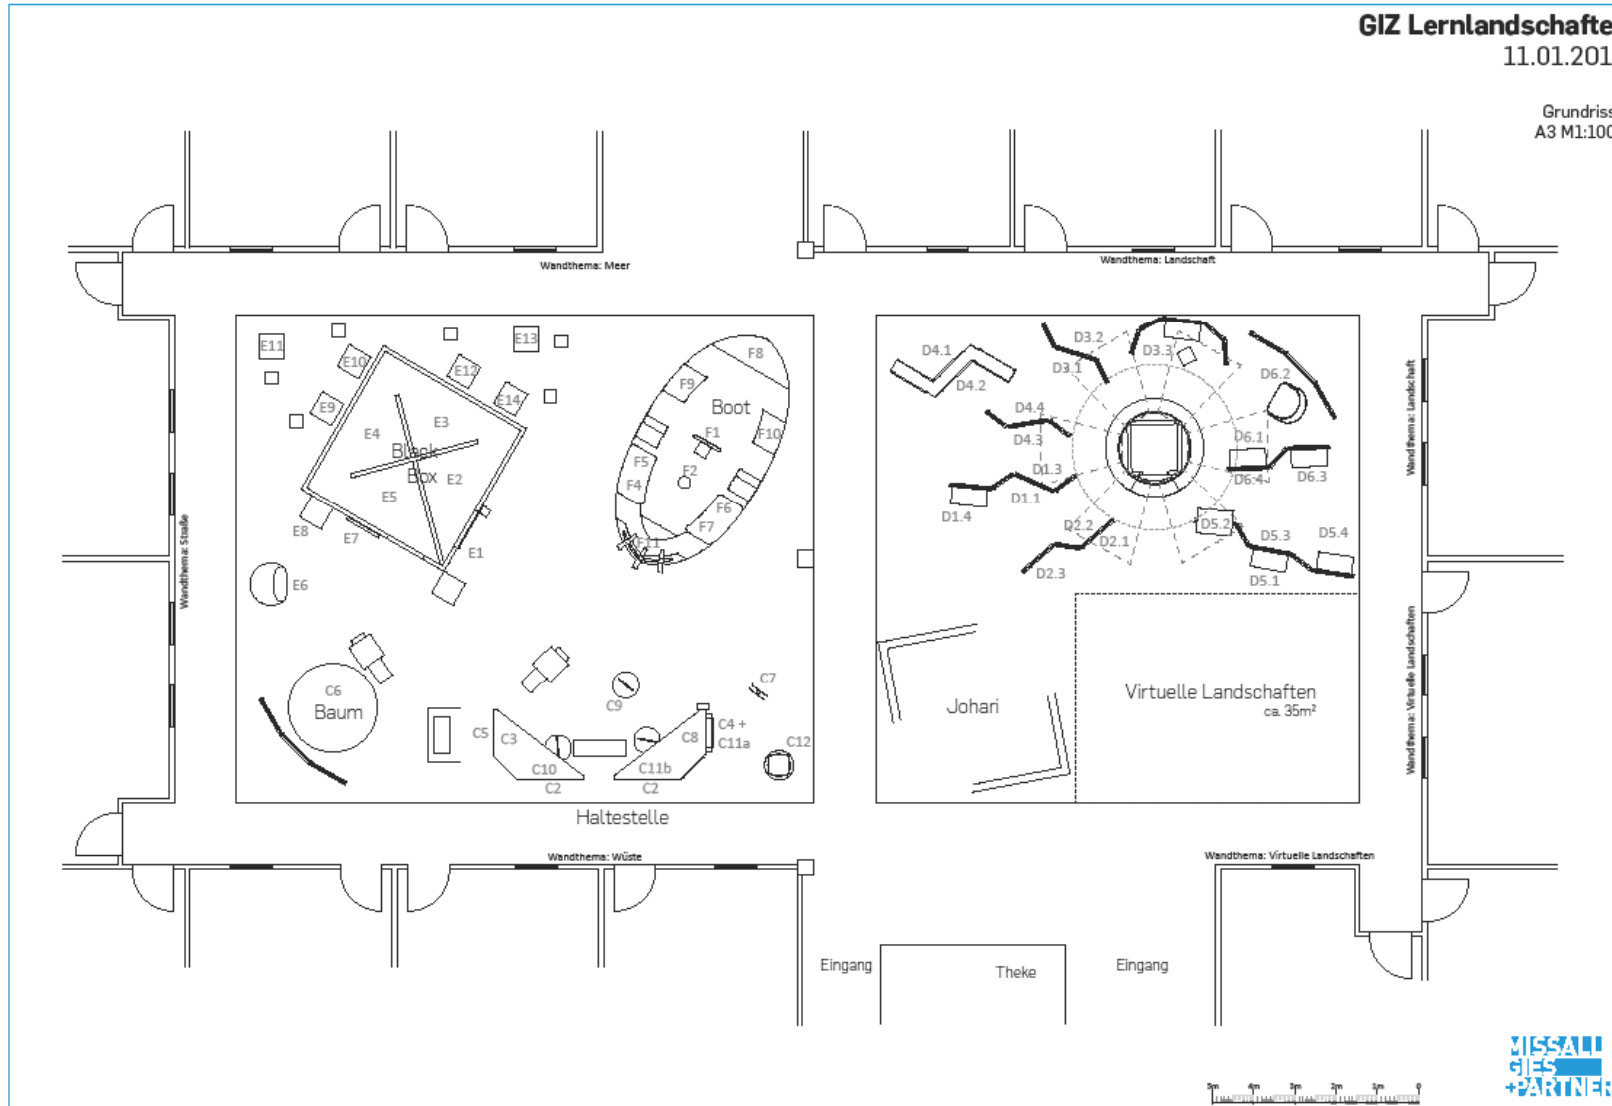 GIZ Lernlandschafte
11.01.201
Grundriss
A3 M1:100
Wandthema: Meer
Wandthema: Landschaft
E11
E13
E10
E12
E9
E14
E3
E4
Black
Box
E2
E5
E8
E7
E1
E6
F8
F9
Boot
F1
F10
F5
F2
F4
F6
F7
F11
D3.2
D3.3
D4.1
D3.1
D4.2
D6.2
D4.4
D4.3
D6.1
D1.3
D6.4
D6.3
D1.1
D1.4
D2.2
D5.2
D2.1
D5.3
D5.4
D2.3
D5.1
Wandthema: Straße
Wandthema: Landschaft
Wandthema: Virtuelle Landschaften
C6
Baum
C7
C9
C5
C3
C8
C4 +
C11a
C12
C10
C11b
C2
C2
Johari
Virtuelle Landschaften
ca. 35m²
Haltestelle
Wandthema: Wüste
Wandthema: Virtuelle Landschaften
Eingang
Theke
Eingang
5m 4m 3m 2m 1m 0
MISSALL
GIES
+PARTNER